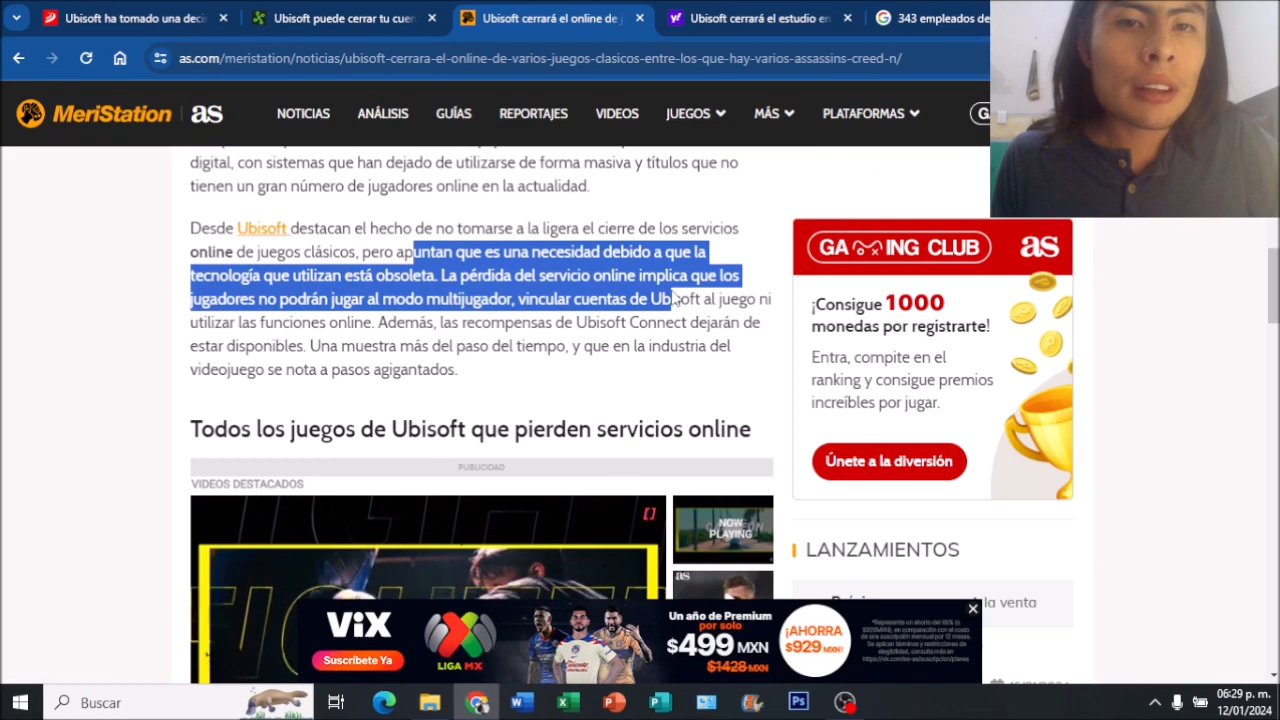 Ubisoft ha tomado una deci
Ubisoft puede cerrar tu cuen
Ubisoft cerrará el online de j
Ubisoft cerrará el estudio en
343 empleados de
as.com/meristation/noticias/ubisoft-cerrara-el-online-de-varios-juegos-clasicos-entre-los-que-hay-varios-assassins-creed-n/
MeriStation as NOTICIAS ANÁLISIS GUÍAS REPORTAJES VIDEOS JUEGOS MÁS PLATAFORMAS
digital, con sistemas que han dejado de utilizarse de forma masiva y títulos que no
tienen un gran número de jugadores online en la actualidad.
Desde Ubisoft destacan el hecho de no tomarse a la ligera el cierre de los servicios
online de juegos clásicos, pero apuntan que es una necesidad debido a que la
tecnología que utilizan está obsoleta. La pérdida del servicio online implica que los
jugadores no podrán jugar al modo multijugador, vincular cuentas de Ubisoft al juego ni
utilizar las funciones online. Además, las recompensas de Ubisoft Connect dejarán de
estar disponibles. Una muestra más del paso del tiempo, y que en la industria del
videojuego se nota a pasos agigantados.
Todos los juegos de Ubisoft que pierden servicios online
PUBLICIDAD
VIDEOS DESTACADOS
NOW
PLAYING
as
GAMING CLUB as
¡Consigue 1000
monedas por registrarte!
Entra, compite en el
ranking y consigue premios
increíbles por jugar.
Únete a la diversión
LANZAMIENTOS
la venta
ViX
Suscríbete Ya
LIGA MX
Un año de Premium
por solo
$499 MXN
$1428 MXN
¡AHORRA
$929 MXN!
Buscar
06:29 p. m.
12/01/2024